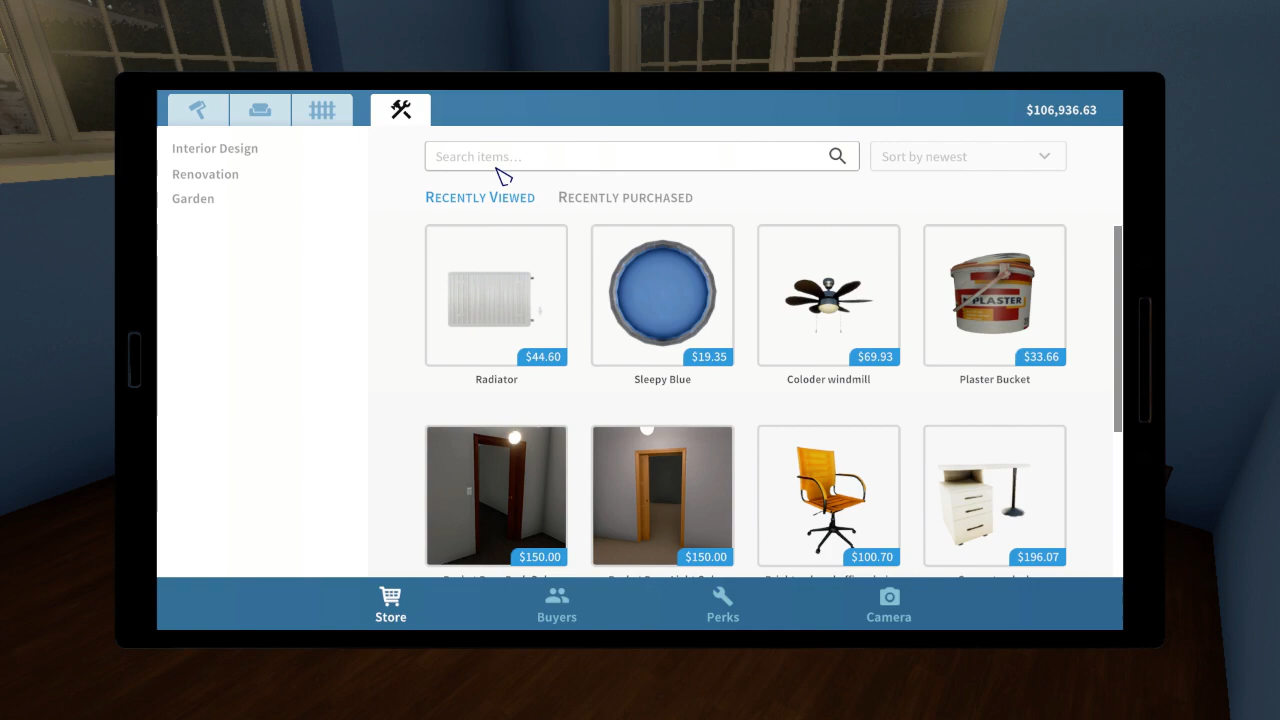 $106,936.63
Interior Design
Renovation
Garden
Search items...
Sort by newest
RECENTLY VIEWED
RECENTLY PURCHASED
PLASTER
$44.60
$19.35
$69.93
$33.66
Radiator
Sleepy Blue
Coloder windmill
Plaster Bucket
$150.00
$150.00
$100.70
$196.07
Store
Buyers
Perks
Camera